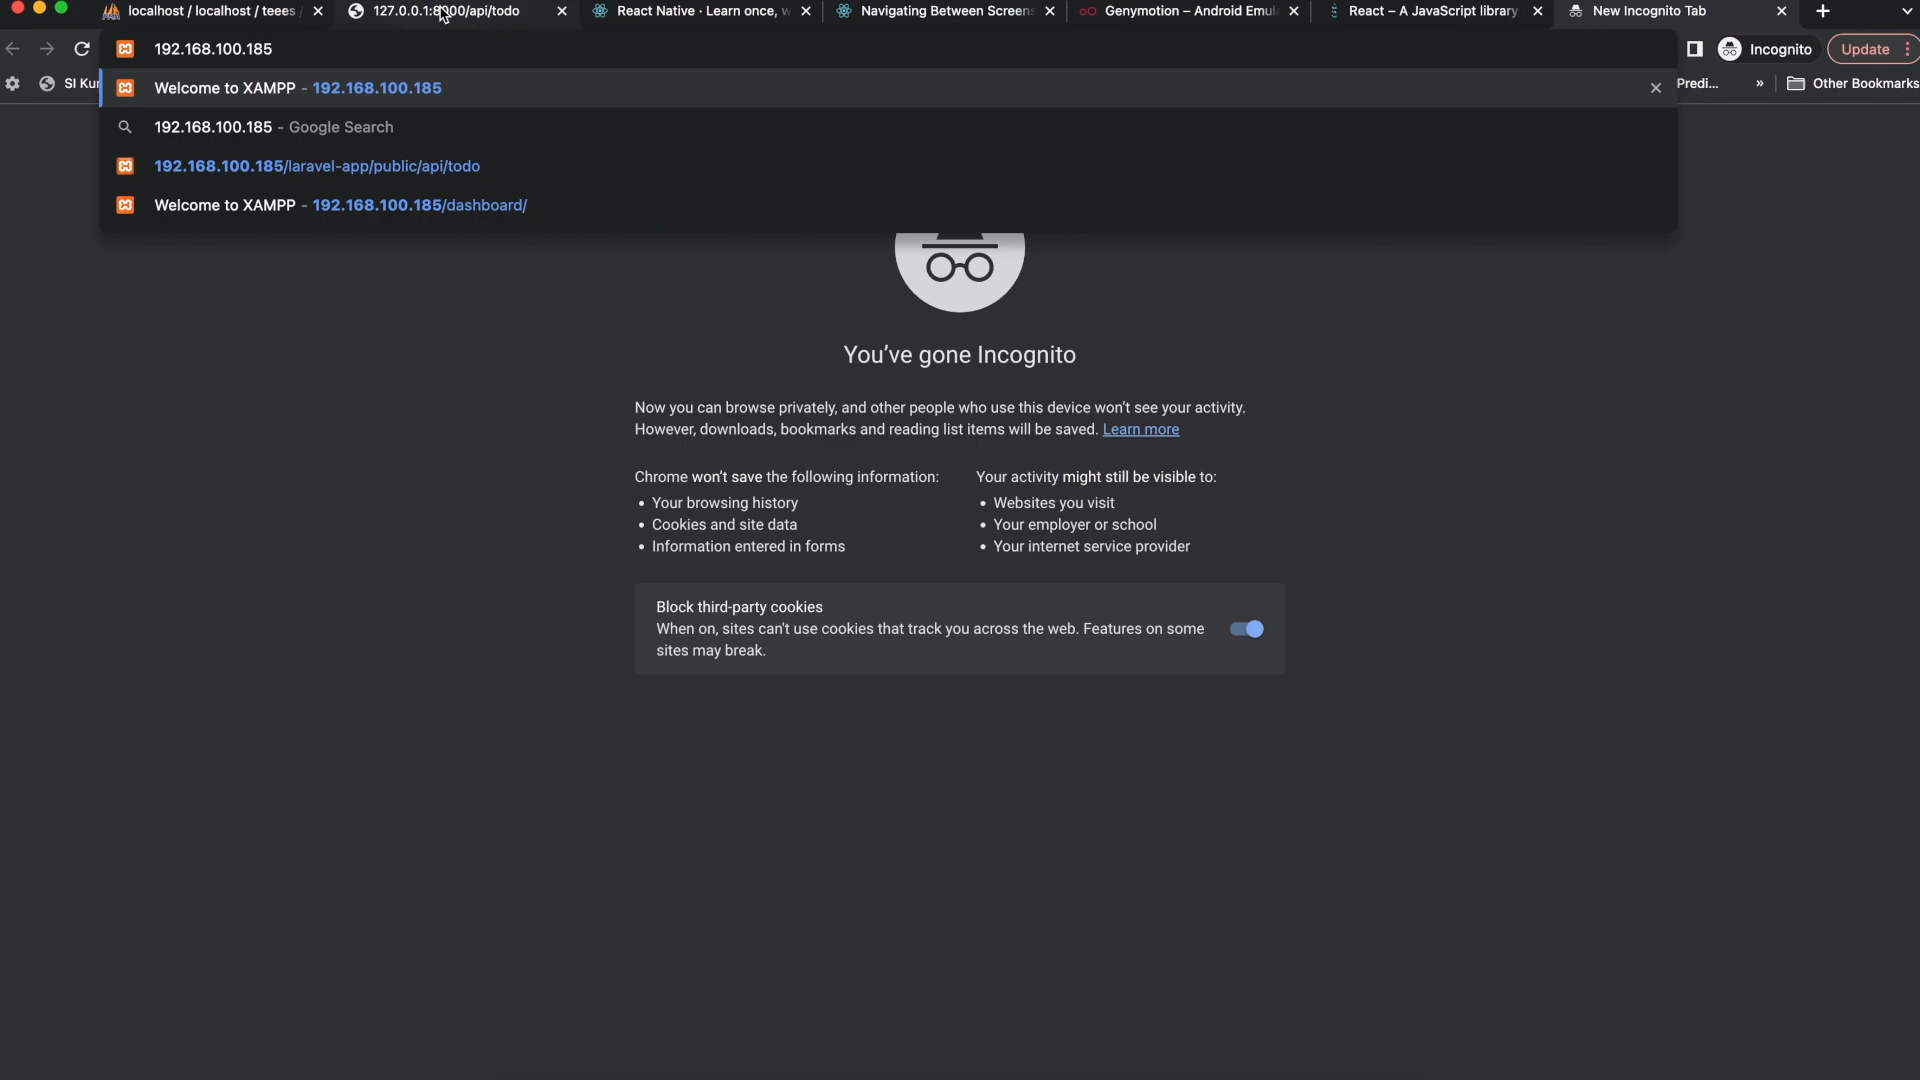 localhost / localhost / teees
127.0.0.1:8000/api/todo
React Native · Learn once, w
Navigating Between Screens
Genymotion – Android Emul
React – A JavaScript library
New Incognito Tab
192.168.100.185
Incognito
Update
SI Kur
Welcome to XAMPP - 192.168.100.185
Predi...
»
Other Bookmarks
192.168.100.185 - Google Search
192.168.100.185/laravel-app/public/api/todo
Welcome to XAMPP - 192.168.100.185/dashboard/
You've gone Incognito
Now you can browse privately, and other people who use this device won't see your activity.
However, downloads, bookmarks and reading list items will be saved. Learn more
Chrome won't save the following information:
• Your browsing history
• Cookies and site data
• Information entered in forms
Your activity might still be visible to:
• Websites you visit
• Your employer or school
• Your internet service provider
Block third-party cookies
When on, sites can't use cookies that track you across the web. Features on some
sites may break.